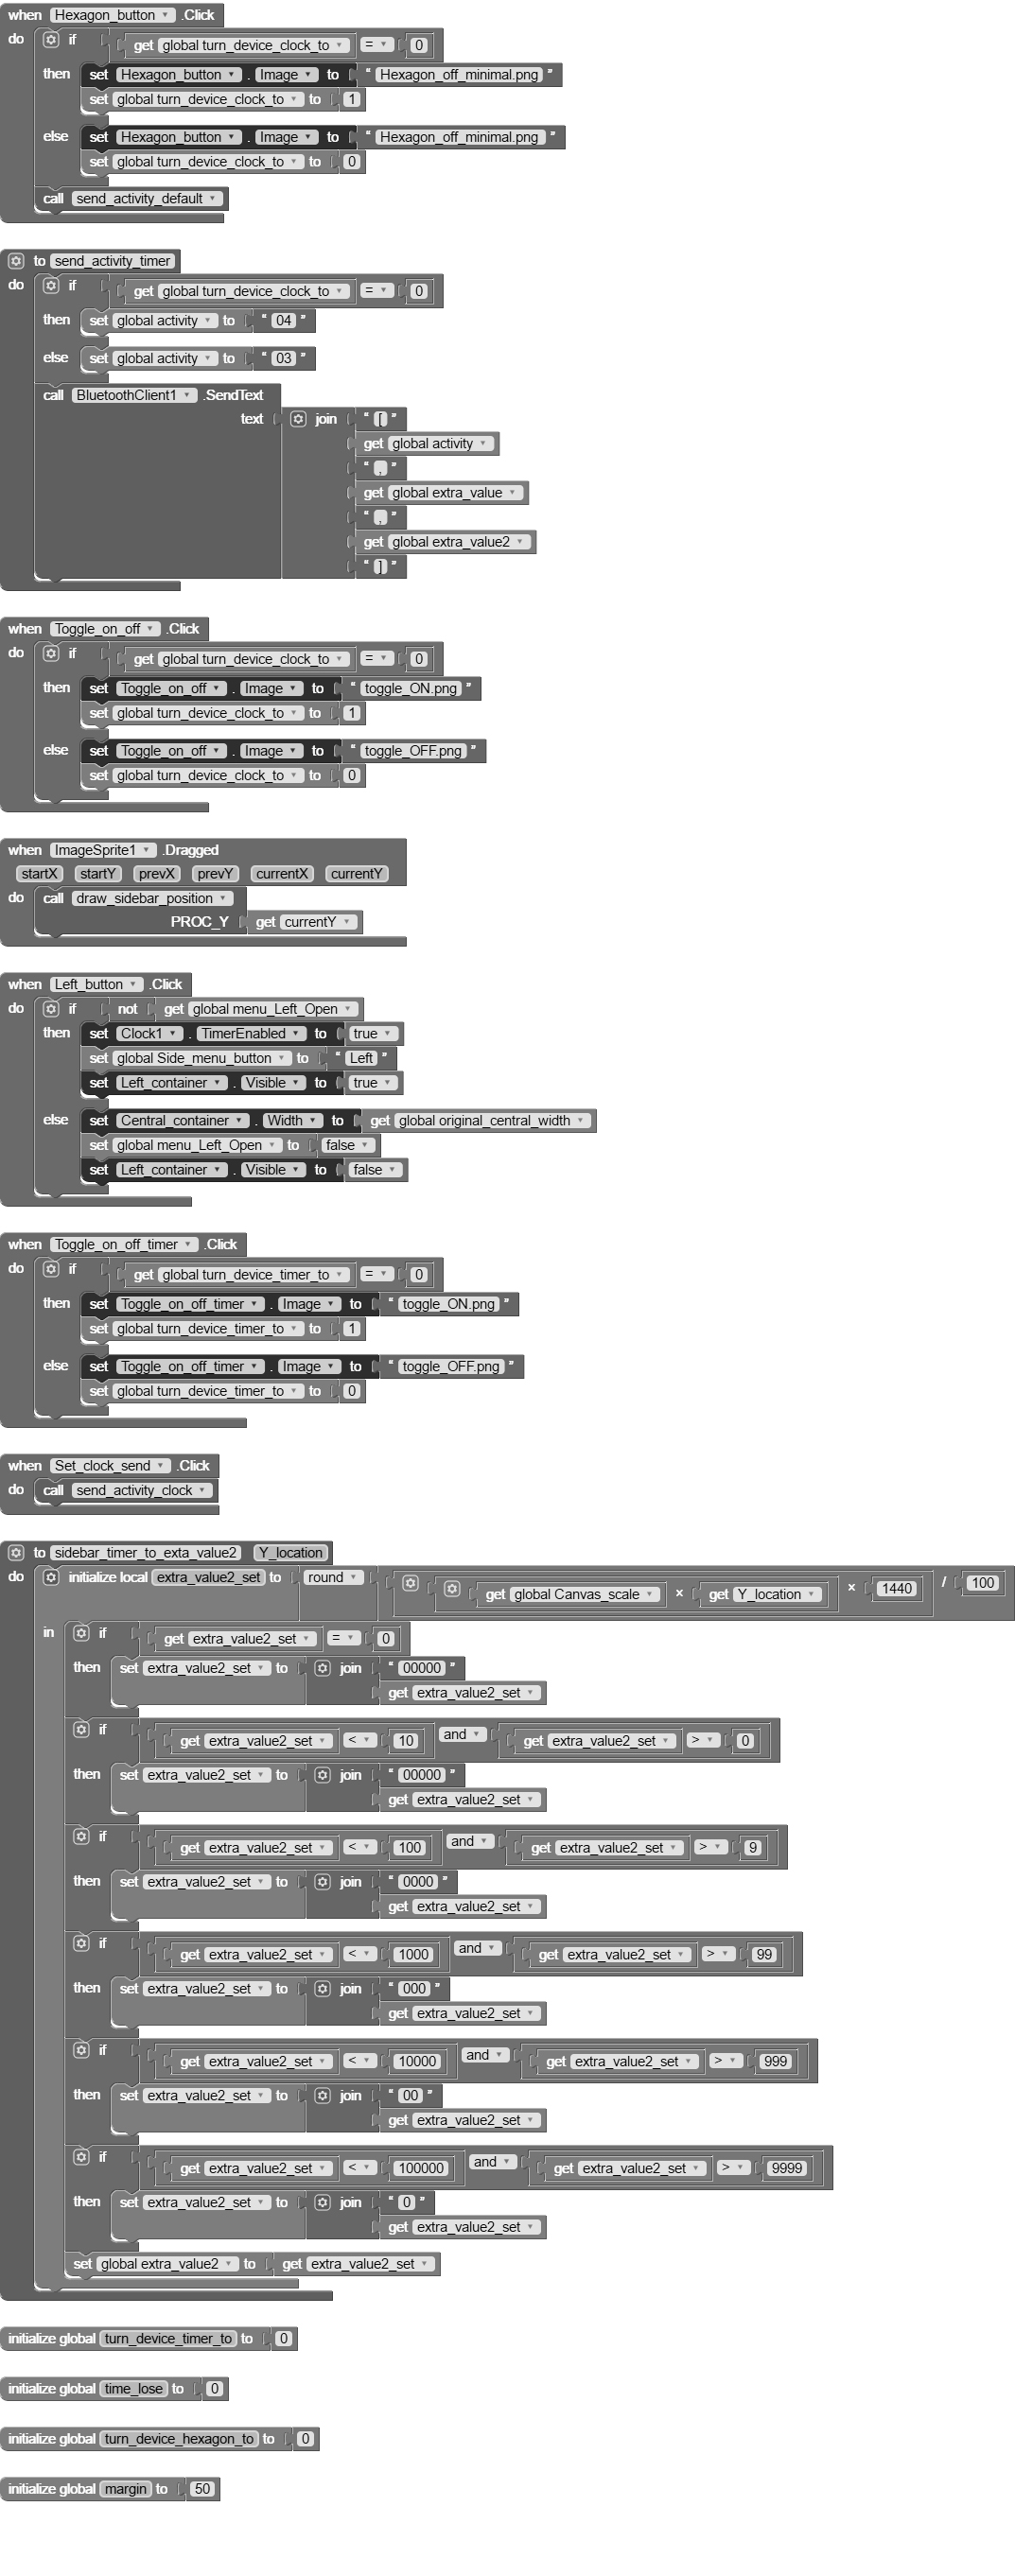 when Hexagon_button .Click
do if get global turn_device_clock_to = 0
then set Hexagon_button . Image to “ Hexagon_off_minimal.png ”
set global turn_device_clock_to to 1
else set Hexagon_button . Image to “ Hexagon_off_minimal.png ”
set global turn_device_clock_to to 0
call send_activity_default
to send_activity_timer
do if get global turn_device_clock_to = 0
then set global activity to “ 04 ”
else set global activity to “ 03 ”
call BluetoothClient1 .SendText
text join “ [ ”
get global activity
“ , ”
get global extra_value
“ , ”
get global extra_value2
“ ] ”
when Toggle_on_off .Click
do if get global turn_device_clock_to = 0
then set Toggle_on_off . Image to “ toggle_ON.png ”
set global turn_device_clock_to to 1
else set Toggle_on_off . Image to “ toggle_OFF.png ”
set global turn_device_clock_to to 0
when ImageSprite1 .Dragged
startX startY prevX prevY currentX currentY
do call draw_sidebar_position
PROC_Y get currentY
when Left_button .Click
do if not get global menu_Left_Open
then set Clock1 . TimerEnabled to true
set global Side_menu_button to “ Left ”
set Left_container . Visible to true
else set Central_container . Width to get global original_central_width
set global menu_Left_Open to false
set Left_container . Visible to false
when Toggle_on_off_timer .Click
do if get global turn_device_timer_to = 0
then set Toggle_on_off_timer . Image to “ toggle_ON.png ”
set global turn_device_timer_to to 1
else set Toggle_on_off_timer . Image to “ toggle_OFF.png ”
set global turn_device_timer_to to 0
when Set_clock_send .Click
do call send_activity_clock
to sidebar_timer_to_exta_value2 Y_location
do initialize local extra_value2_set to round get global Canvas_scale × get Y_location × 1440 / 100
in if get extra_value2_set = 0
then set extra_value2_set to join “ 00000 ”
get extra_value2_set
if get extra_value2_set < 10 and get extra_value2_set > 0
then set extra_value2_set to join “ 00000 ”
get extra_value2_set
if get extra_value2_set < 100 and get extra_value2_set > 9
then set extra_value2_set to join “ 0000 ”
get extra_value2_set
if get extra_value2_set < 1000 and get extra_value2_set > 99
then set extra_value2_set to join “ 000 ”
get extra_value2_set
if get extra_value2_set < 10000 and get extra_value2_set > 999
then set extra_value2_set to join “ 00 ”
get extra_value2_set
if get extra_value2_set < 100000 and get extra_value2_set > 9999
then set extra_value2_set to join “ 0 ”
get extra_value2_set
set global extra_value2 to get extra_value2_set
initialize global turn_device_timer_to to 0
initialize global time_lose to 0
initialize global turn_device_hexagon_to to 0
initialize global margin to 50